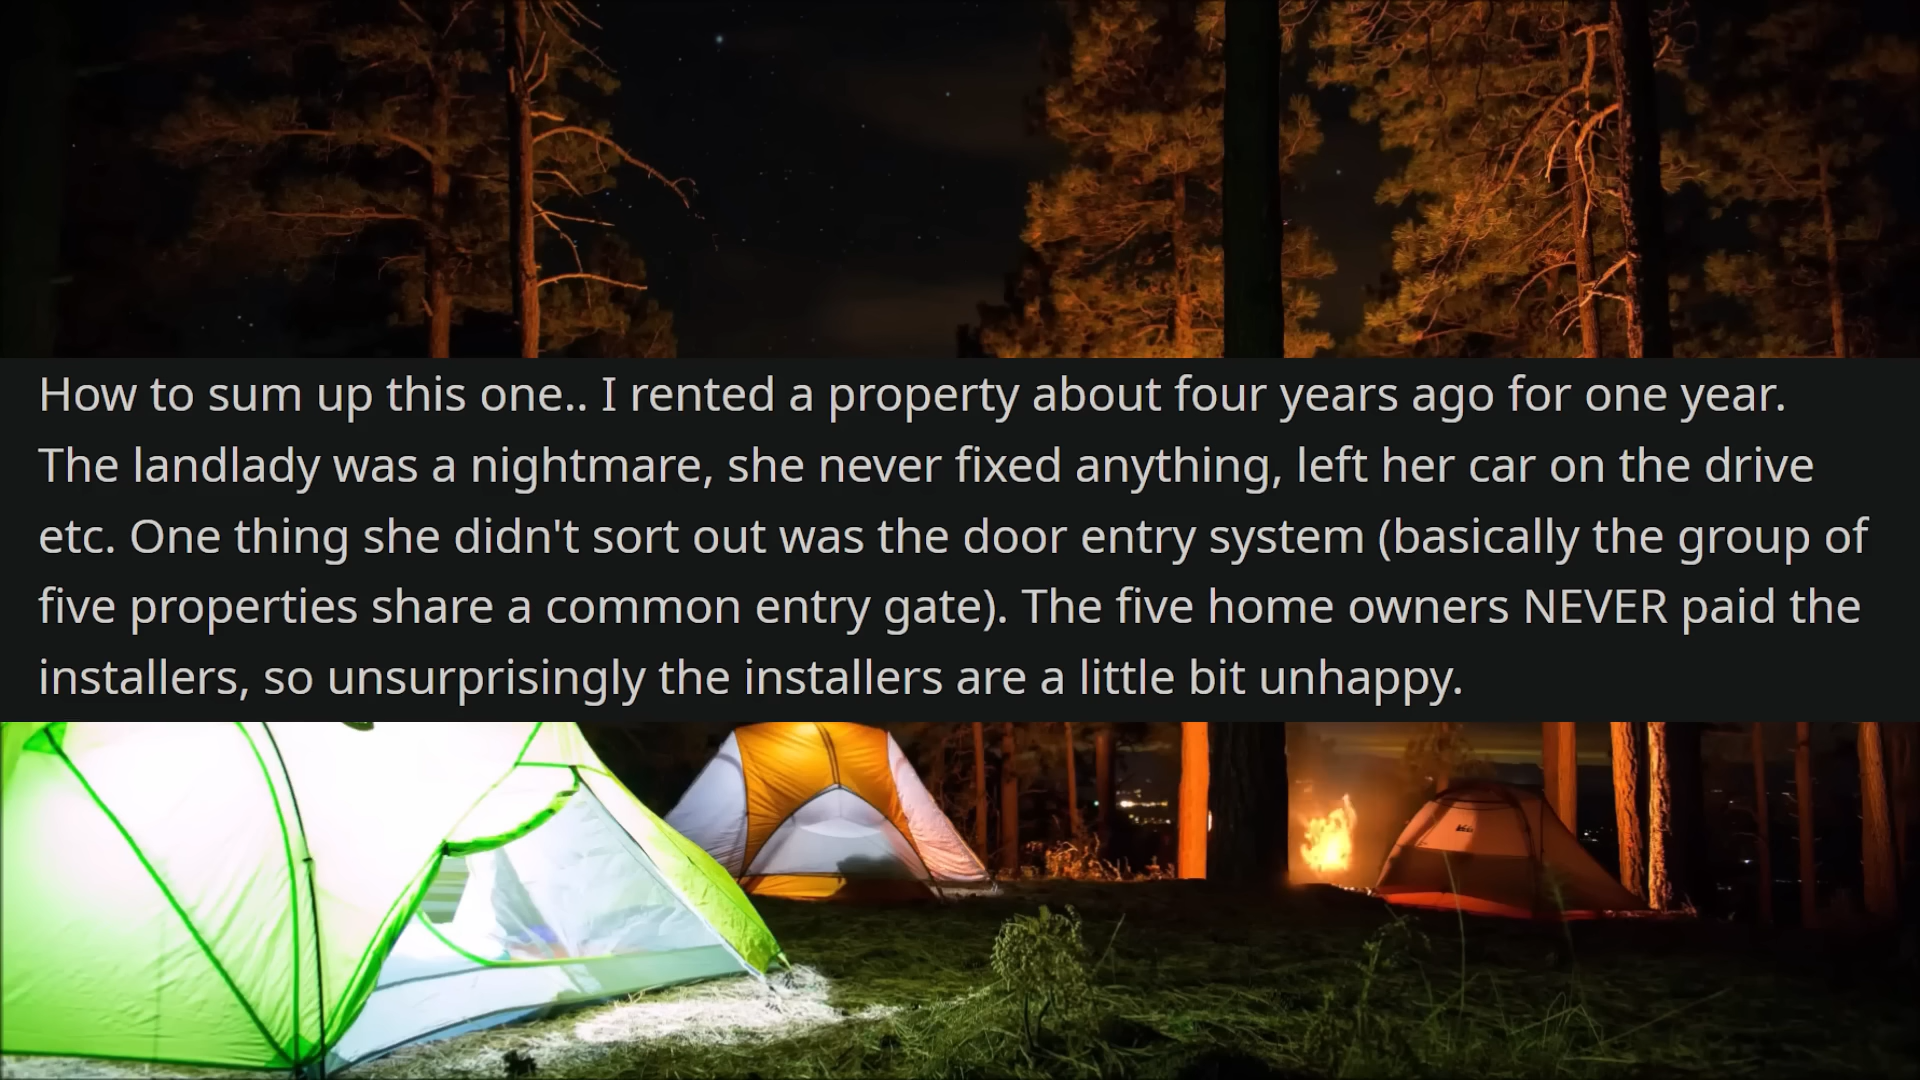 How to sum up this one.. I rented a property about four years ago for one year.
The landlady was a nightmare, she never fixed anything, left her car on the drive
etc. One thing she didn't sort out was the door entry system (basically the group of
five properties share a common entry gate). The five home owners NEVER paid the
installers, so unsurprisingly the installers are a little bit unhappy.